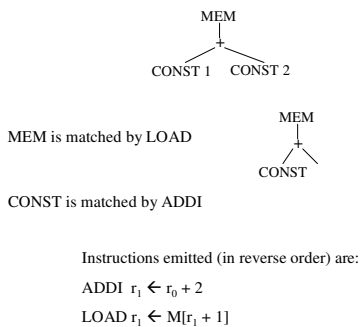 MEM
+
CONST 1 CONST 2
MEM is matched by LOAD
MEM
+
CONST
CONST is matched by ADDI
Instructions emitted (in reverse order) are:
ADDI r₁ ← r₀ + 2
LOAD r₁ ← M[r₁ + 1]